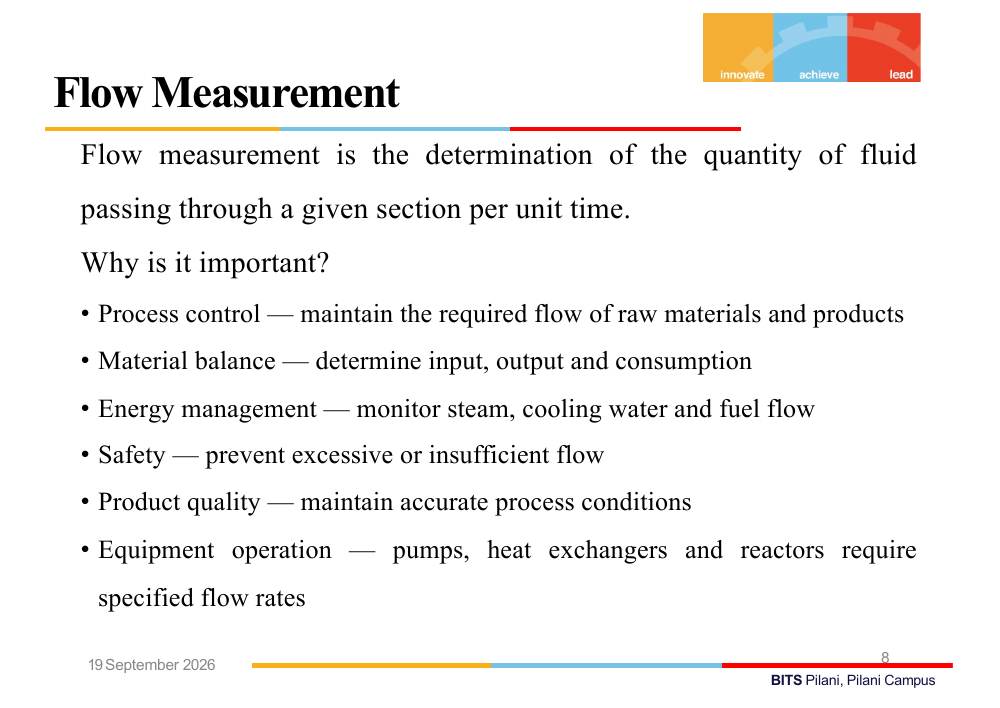 innovate achieve lead
Flow Measurement
Flow measurement is the determination of the quantity of fluid
passing through a given section per unit time.
Why is it important?
• Process control — maintain the required flow of raw materials and products
• Material balance — determine input, output and consumption
• Energy management — monitor steam, cooling water and fuel flow
• Safety — prevent excessive or insufficient flow
• Product quality — maintain accurate process conditions
• Equipment operation — pumps, heat exchangers and reactors require
specified flow rates
19 September 2026
8
BITS Pilani, Pilani Campus